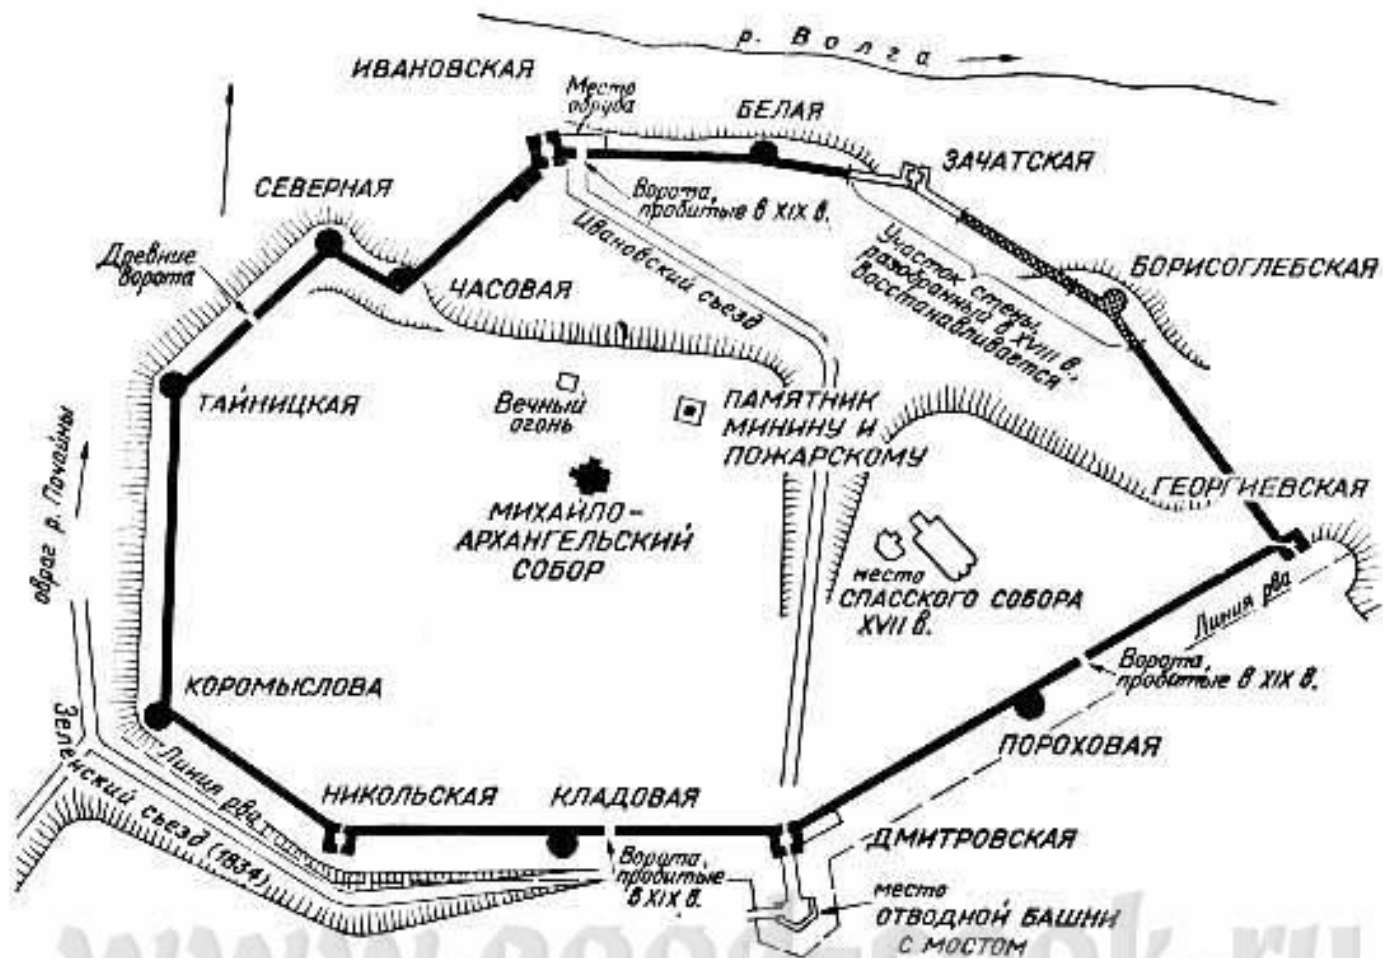 р. Волга
ИВАНОВСКАЯ
Место
обруба
БЕЛАЯ
ЗАЧАТСКАЯ
СЕВЕРНАЯ
Ворота,
пробитые в XIX в.
Древние
ворота
Ивановский съезд
Участок стены,
разобранный в XVIII в.,
восстанавливается
БОРИСОГЛЕБСКАЯ
ЧАСОВАЯ
ТАЙНИЦКАЯ
Вечный
огонь
ПАМЯТНИК
МИНИНУ И
ПОЖАРСКОМУ
ГЕОРГИЕВСКАЯ
овраг р. Почайны
МИХАЙЛО-
АРХАНГЕЛЬСКИЙ
СОБОР
место
СПАССКОГО СОБОРА
XVII в.
Линия рва
Ворота,
пробитые в XIX в.
КОРОМЫСЛОВА
ПОРОХОВАЯ
Зеленский съезд (1834)
Линия рва
НИКОЛЬСКАЯ
КЛАДОВАЯ
ДМИТРОВСКАЯ
Ворота,
пробитые
в XIX в.
место
ОТВОДНОЙ БАШНИ
С МОСТОМ